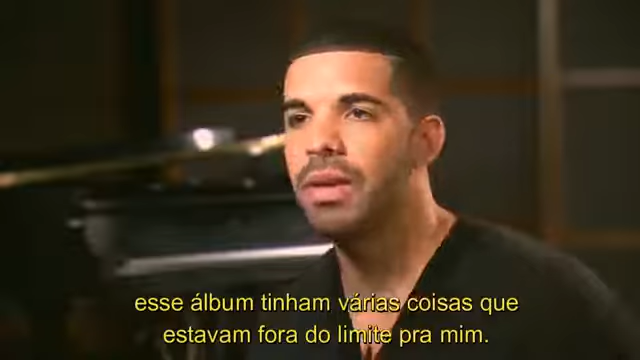 esse álbum tinham várias coisas que
estavam fora do limite pra mim.